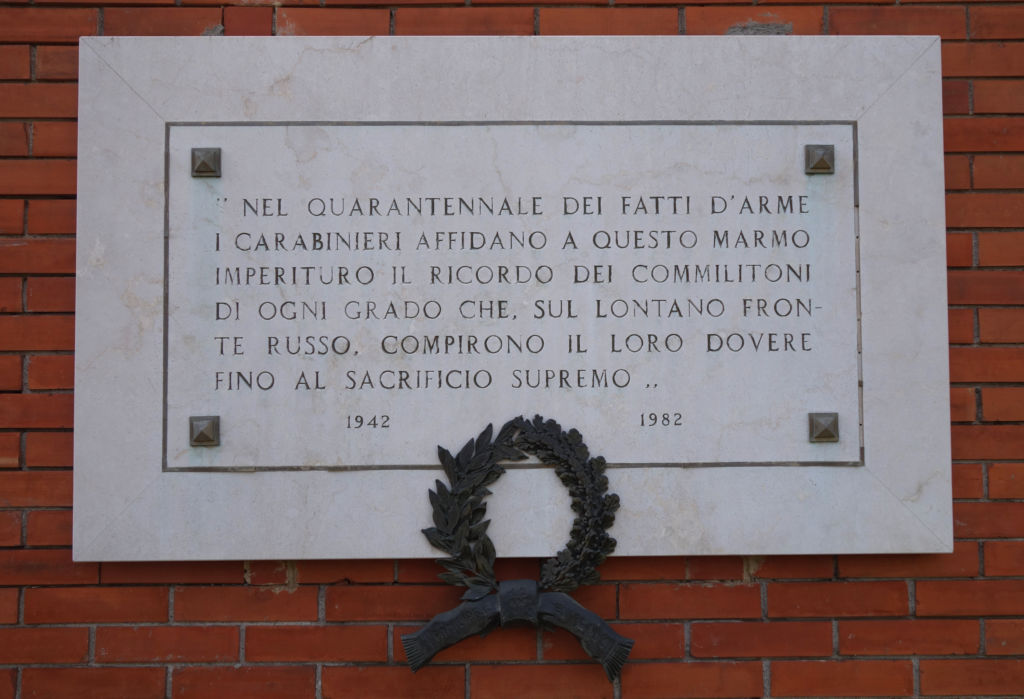 " NEL QUARANTENNALE DEI FATTI D'ARME
I CARABINIERI AFFIDANO A QUESTO MARMO
IMPERITURO IL RICORDO DEI COMMILITONI
DI OGNI GRADO CHE, SUL LONTANO FRON-
TE RUSSO, COMPIRONO IL LORO DOVERE
FINO AL SACRIFICIO SUPREMO „
1942 1982